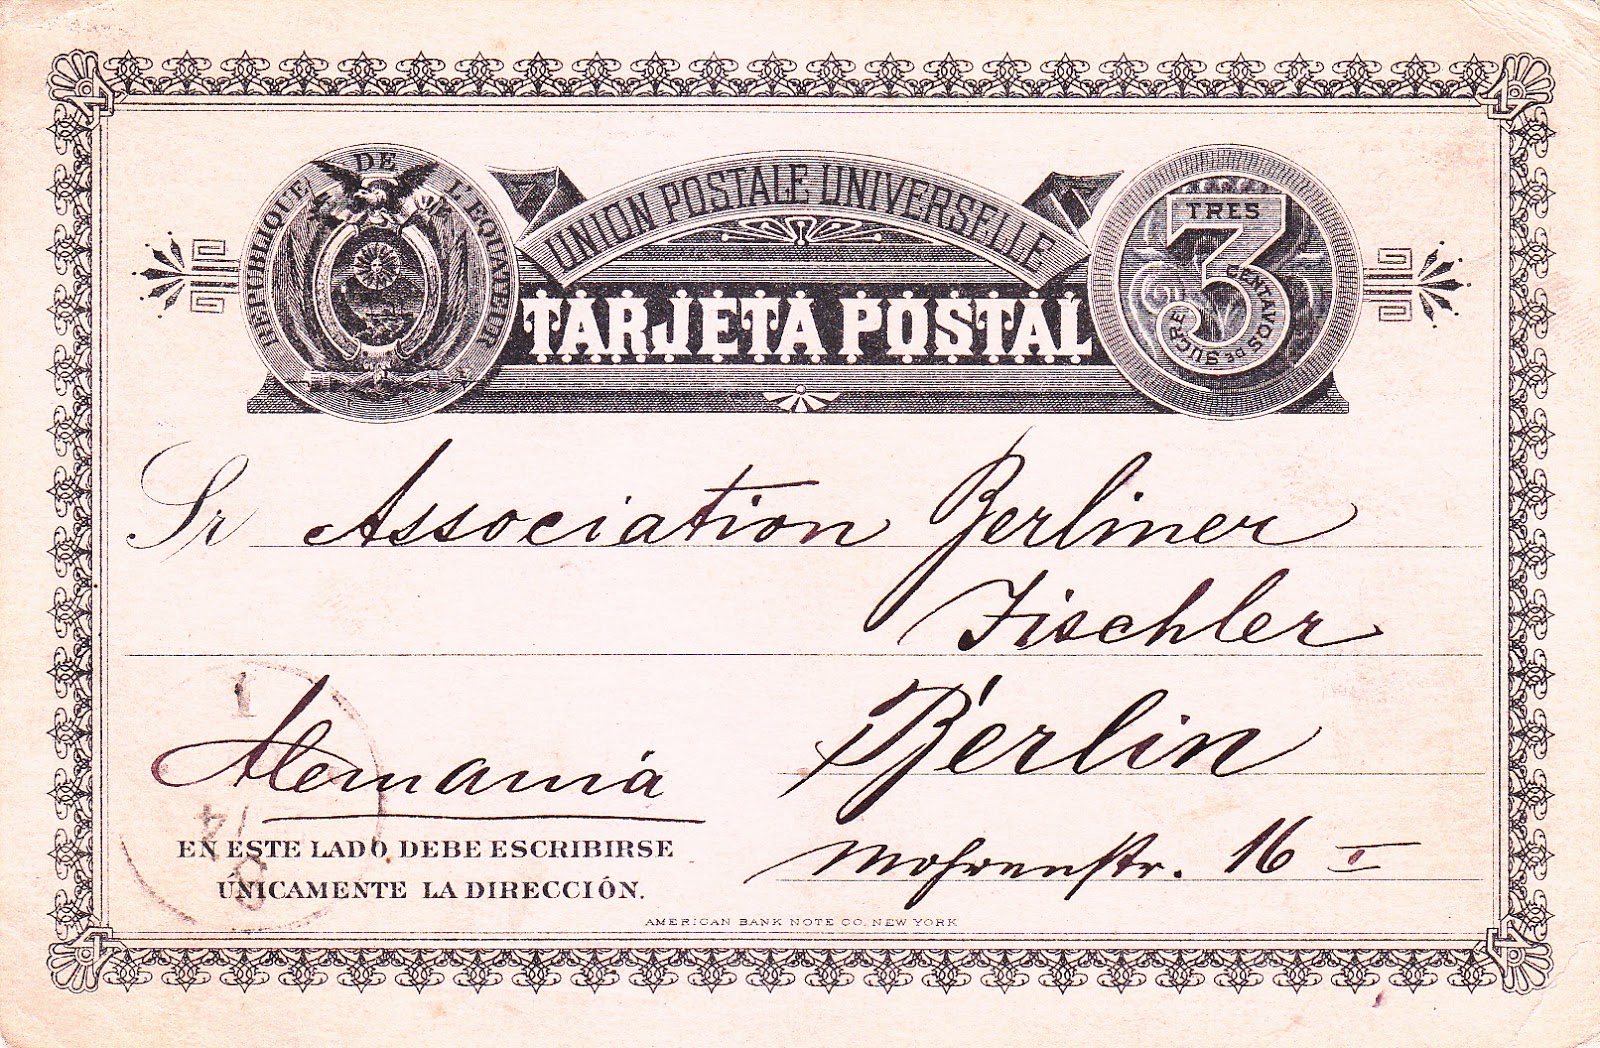 REPUBLIQUE DE L'EQUATEUR
UNION POSTALE UNIVERSELLE
TARJETA POSTAL
TRES
3
CENTAVOS DE SUCRE
Sr Association Berliner
Fischler
Alemania
Berlin
Mohrenstr. 16 I
EN ESTE LADO DEBE ESCRIBIRSE
ÚNICAMENTE LA DIRECCIÓN.
AMERICAN BANK NOTE CO. NEW YORK